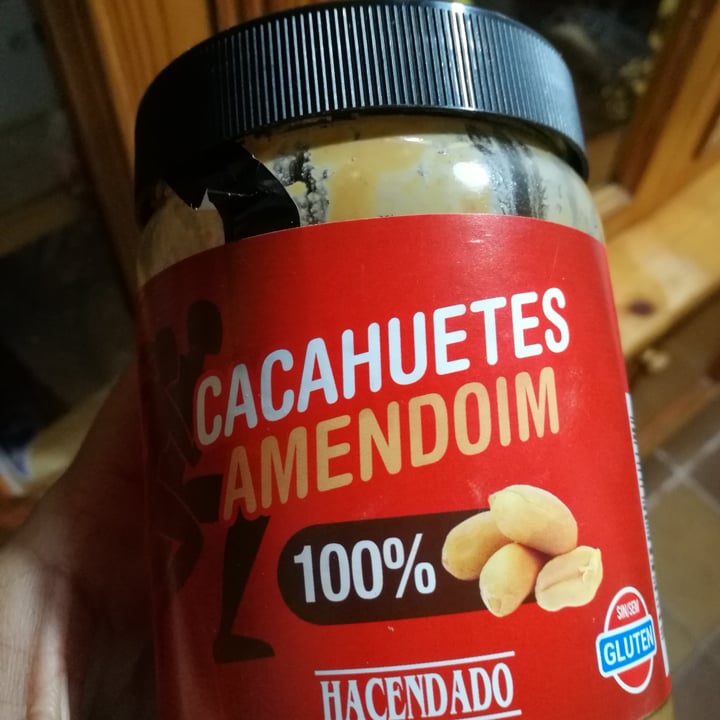 CACAHUETES
AMENDOIM
100%
SIN/SEM
GLUTEN
HACENDADO